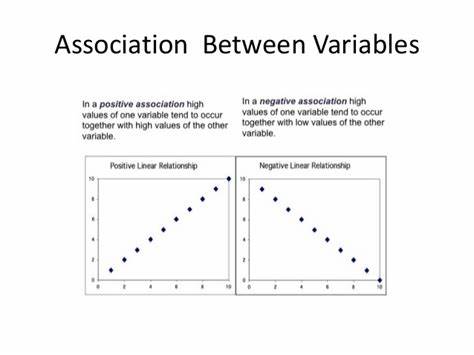 Association  Between Variables
In a positive association high
values of one variable tend to occur
together with high values of the other
variable.
In a negative association high
values of one variable tend to occur
together with low values of the other
variable.
Positive Linear Relationship
10
8
6
4
2
0
0 2 4 6 8 10
Negative Linear Relationship
10
8
6
4
2
0
0 2 4 6 8 10